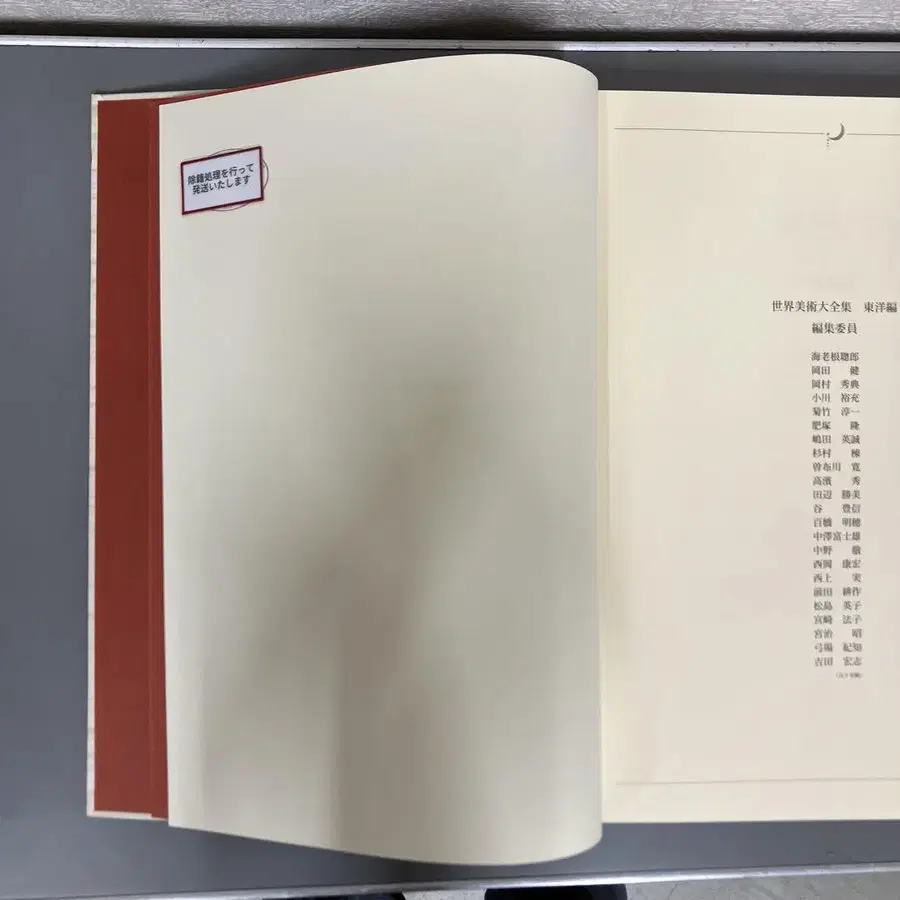 除籍処理を行って
発送いたします
世界美術大全集　東洋編
編集委員
海老根聰郎
岡田　健
岡村　秀典
小川　裕充
菊竹　淳一
肥塚　隆
嶋田　英誠
杉村　棟
曽布川　寛
高濱　秀
田辺　勝美
谷　豊信
百橋　明穂
中澤富士雄
中野　徹
西岡　康宏
西上　実
前田　耕作
松島　英子
宮崎　法子
宮治　昭
弓場　紀知
吉田　宏志
（五十音順）